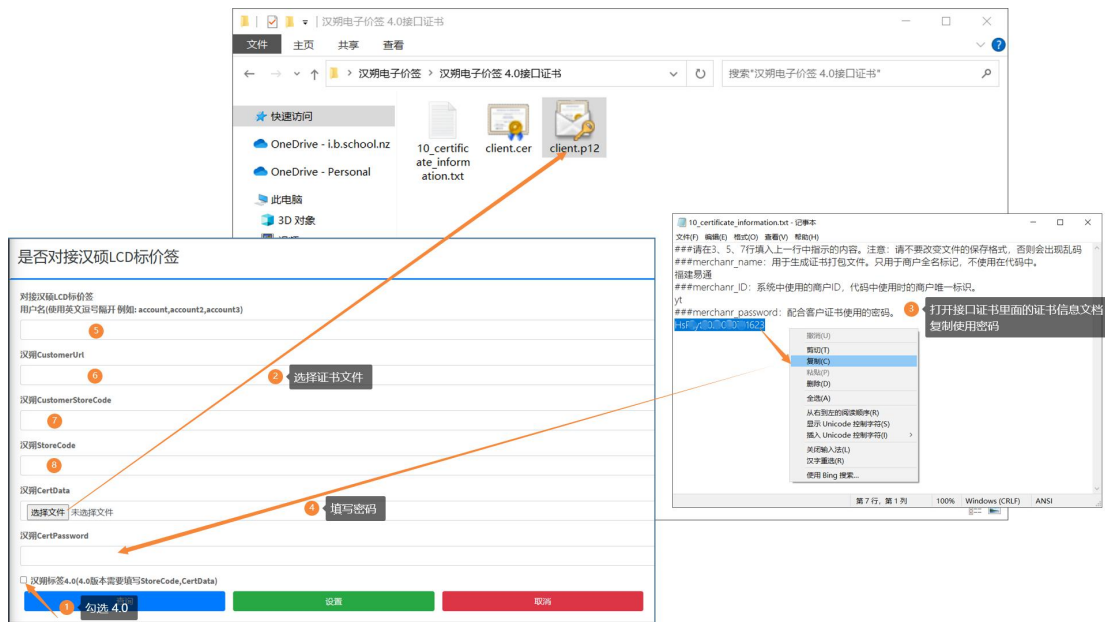 汉朔电子价签 4.0接口证书
文件
主页
共享
查看
汉朔电子价签 › 汉朔电子价签 4.0接口证书
搜索"汉朔电子价签 4.0接口证书"
快速访问
OneDrive - i.b.school.nz
OneDrive - Personal
此电脑
3D 对象
10_certific
ate_inform
ation.txt
client.cer
client.p12
是否对接汉硕LCD标价签
对接汉硕LCD标价签
用户名(使用英文逗号隔开 例如: account,account2,account3)
5
汉朔CustomerUrl
6
2 选择证书文件
汉朔CustomerStoreCode
7
汉朔StoreCode
8
汉朔CertData
选择文件 未选择文件
4 填写密码
汉朔CertPassword
汉朔标签4.0(4.0版本需要填写StoreCode,CertData)
设置
取消
1 勾选 4.0
10_certificate_information.txt - 记事本
文件(F) 编辑(E) 格式(O) 查看(V) 帮助(H)
###请在3、5、7行填入上一行中指示的内容。注意：请不要改变文件的保存格式，否则会出现乱码
###merchanr_name：用于生成证书打包文件。只用于商户全名标记，不使用在代码中。
福建易通
###merchanr_ID：系统中使用的商户ID，代码中使用时的商户唯一标识。
yt
###merchanr_password：配合客户证书使用的密码。
3 打开接口证书里面的证书信息文档
复制使用密码
撤消(U)
剪切(T)
复制(C)
粘贴(P)
删除(D)
全选(A)
从右到左的阅读顺序(R)
显示 Unicode 控制字符(S)
插入 Unicode 控制字符(I)
关闭输入法(L)
汉字重选(R)
使用 Bing 搜索...
第 7 行，第 1 列
100%
Windows (CRLF)
ANSI